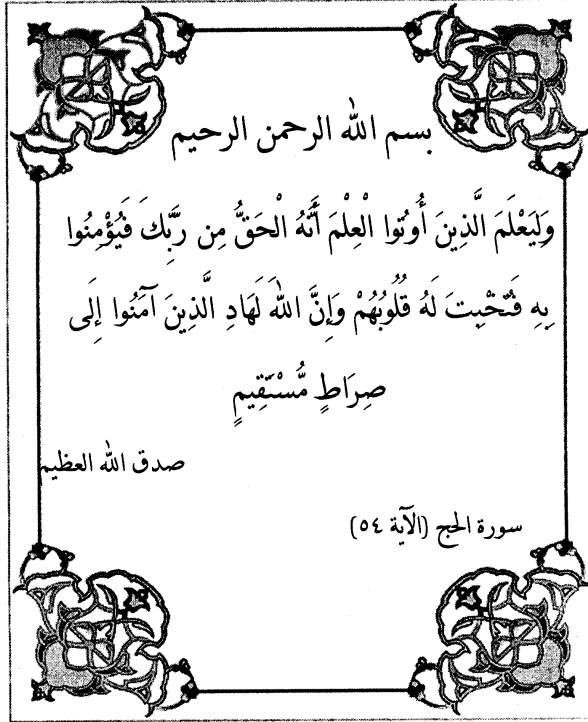 بسم الله الرحمن الرحيم
وَلِيَعْلَمَ الَّذِينَ أُوتُوا الْعِلْمَ أَنَّهُ الْحَقُّ مِن رَّبِّكَ فَيُؤْمِنُوا
بِهِ فَتُخْبِتَ لَهُ قُلُوبُهُمْ وَإِنَّ اللَّهَ لَهَادِ الَّذِينَ آمَنُوا إِلَى
صِرَاطٍ مُّسْتَقِيمٍ
صدق الله العظيم
سورة الحج (الآية ٥٤)